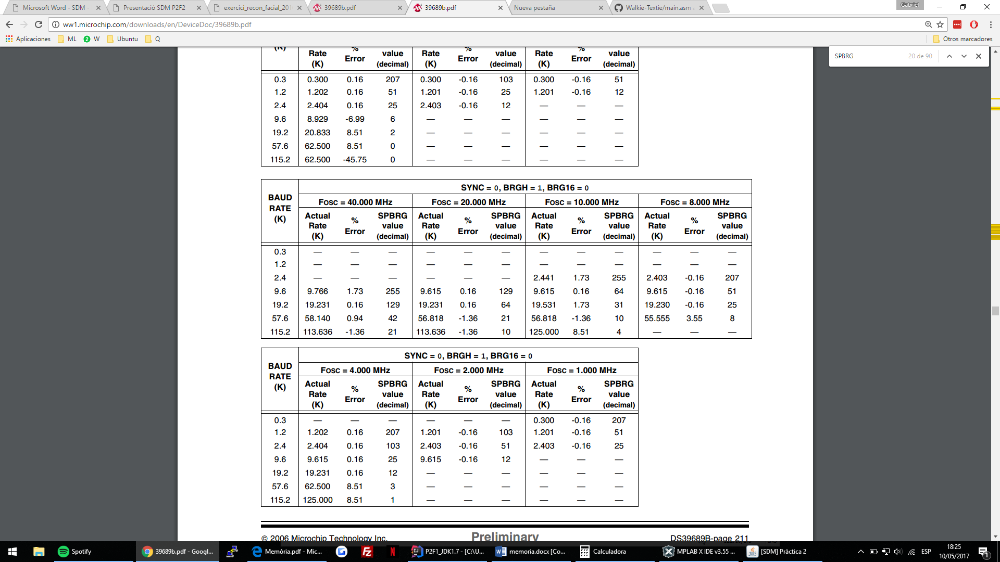 Microsoft Word - SDM -
Presentació SDM P2F2
exercici_recon_facial_201
39689b.pdf
39689b.pdf
Nueva pestaña
Walkie-Textie/main.asm
Gabriel
ww1.microchip.com/downloads/en/DeviceDoc/39689b.pdf
Aplicaciones ML 2 W Ubuntu Q Otros marcadores
SPBRG 20 de 90
(K) Rate (K) % Error value (decimal) Rate (K) % Error value (decimal) Rate (K) % Error value (decimal)
0.3 0.300 0.16 207 0.300 -0.16 103 0.300 -0.16 51
1.2 1.202 0.16 51 1.201 -0.16 25 1.201 -0.16 12
2.4 2.404 0.16 25 2.403 -0.16 12 — — —
9.6 8.929 -6.99 6 — — — — — —
19.2 20.833 8.51 2 — — — — — —
57.6 62.500 8.51 0 — — — — — —
115.2 62.500 -45.75 0 — — — — — —
BAUD RATE (K)
SYNC = 0, BRGH = 1, BRG16 = 0
FOSC = 40.000 MHz FOSC = 20.000 MHz FOSC = 10.000 MHz FOSC = 8.000 MHz
Actual Rate (K) % Error SPBRG value (decimal) Actual Rate (K) % Error SPBRG value (decimal) Actual Rate (K) % Error SPBRG value (decimal) Actual Rate (K) % Error SPBRG value (decimal)
0.3 — — — — — — — — — — — —
1.2 — — — — — — — — — — — —
2.4 — — — — — — 2.441 1.73 255 2.403 -0.16 207
9.6 9.766 1.73 255 9.615 0.16 129 9.615 0.16 64 9.615 -0.16 51
19.2 19.231 0.16 129 19.231 0.16 64 19.531 1.73 31 19.230 -0.16 25
57.6 58.140 0.94 42 56.818 -1.36 21 56.818 -1.36 10 55.555 3.55 8
115.2 113.636 -1.36 21 113.636 -1.36 10 125.000 8.51 4 — — —
BAUD RATE (K)
SYNC = 0, BRGH = 1, BRG16 = 0
FOSC = 4.000 MHz FOSC = 2.000 MHz FOSC = 1.000 MHz
Actual Rate (K) % Error SPBRG value (decimal) Actual Rate (K) % Error SPBRG value (decimal) Actual Rate (K) % Error SPBRG value (decimal)
0.3 — — — — — — 0.300 -0.16 207
1.2 1.202 0.16 207 1.201 -0.16 103 1.201 -0.16 51
2.4 2.404 0.16 103 2.403 -0.16 51 2.403 -0.16 25
9.6 9.615 0.16 25 9.615 -0.16 12 — — —
19.2 19.231 0.16 12 — — — — — —
57.6 62.500 8.51 3 — — — — — —
115.2 125.000 8.51 1 — — — — — —
© 2006 Microchip Technology Inc. Preliminary DS39689B-page 211
Spotify
39689b.pdf - Googl...
Memòria.pdf - Mic...
P2F1_JDK1.7 - [C:\U...
memoria.docx [Co...
Calculadora
MPLAB X IDE v3.55 ...
[SDM] Pràctica 2
ESP
18:25
10/05/2017
1